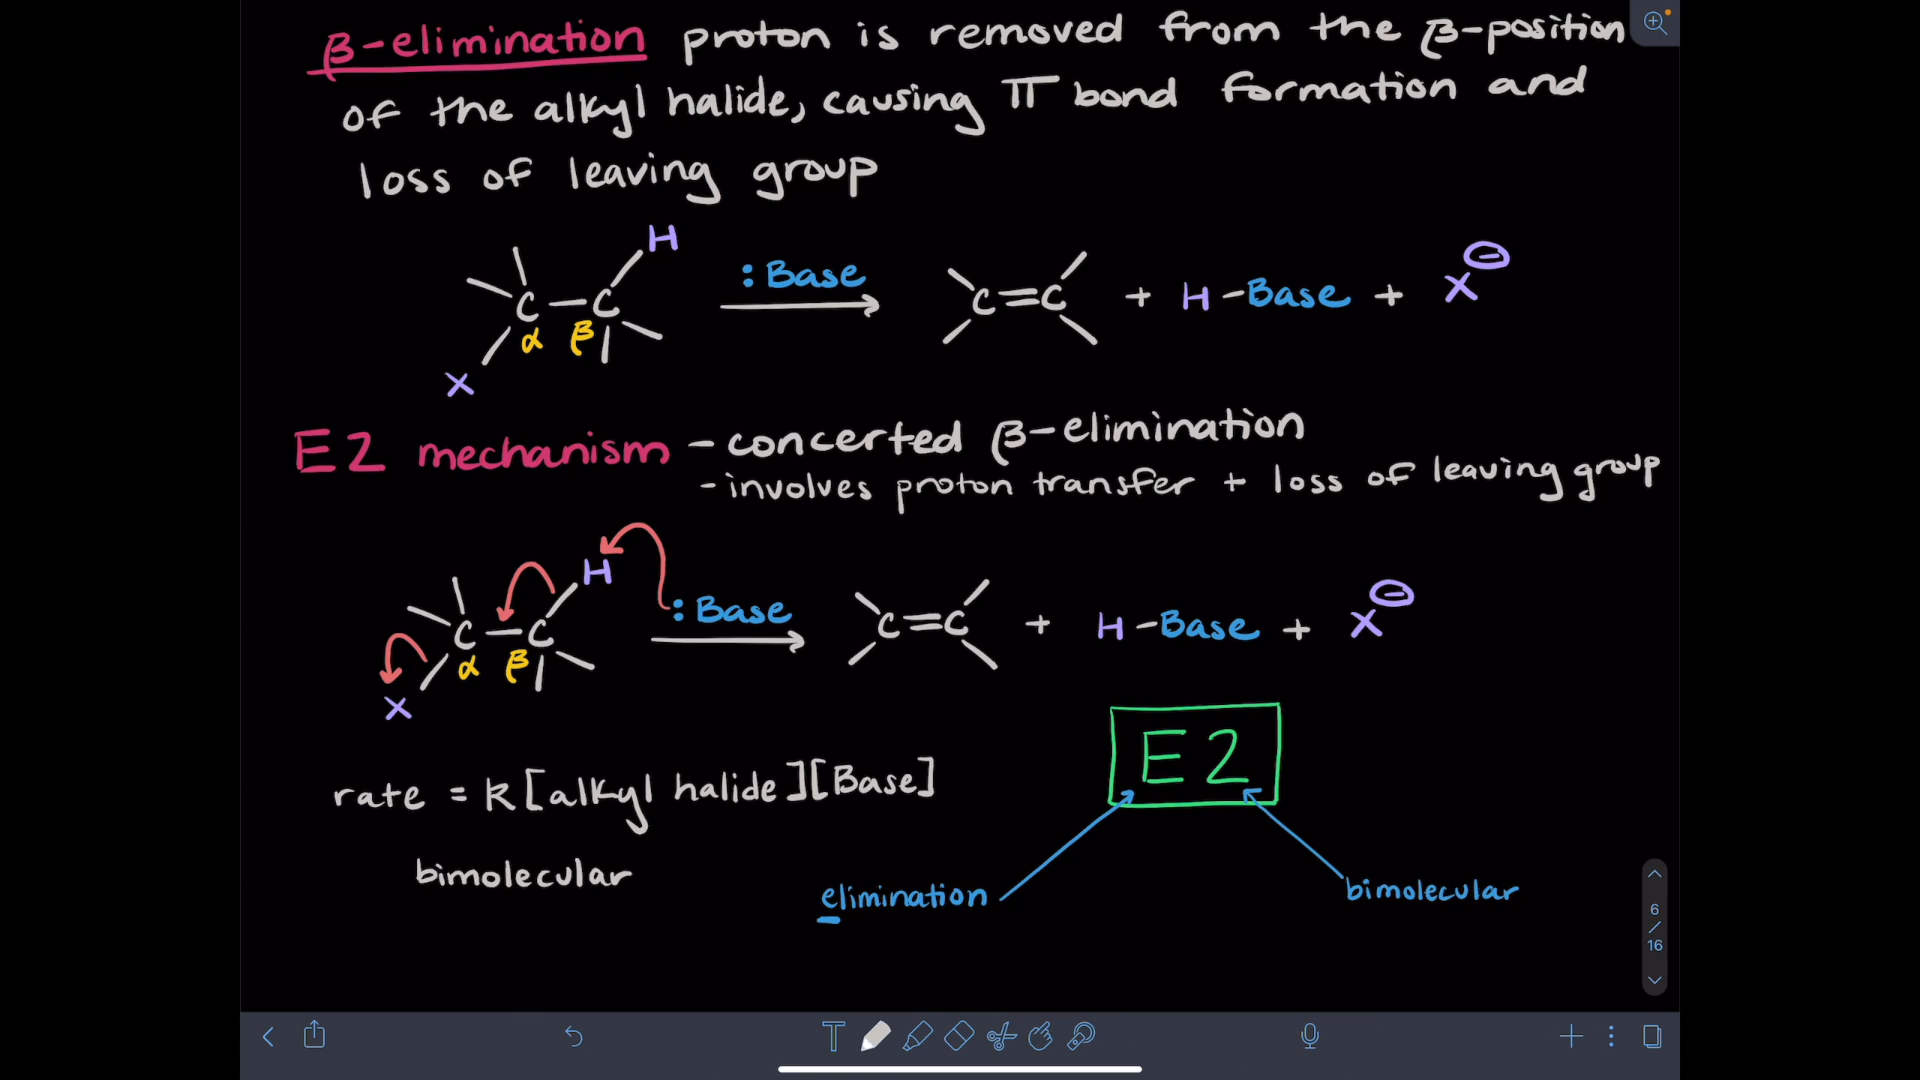 β-elimination proton is removed from the β-position
of the alkyl halide, causing π bond formation and
loss of leaving group
H
C — C
α β
X
: Base
C = C + H - Base + X ⊖
E2 mechanism - concerted β-elimination
- involves proton transfer + loss of leaving group
H
C — C
α β
X
: Base
C = C + H - Base + X ⊖
E2
rate = k[alkyl halide][Base]
bimolecular
elimination
bimolecular
6
/
16
T